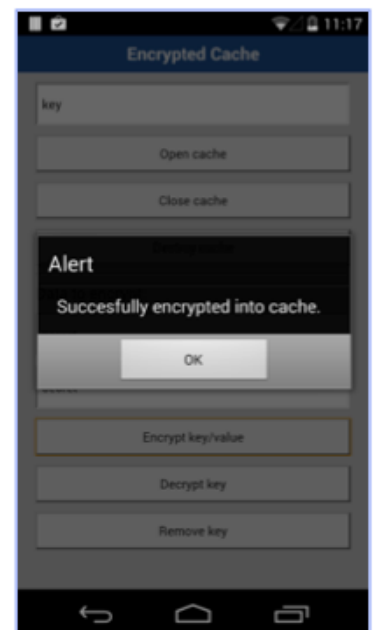 11:17
Encrypted Cache
key
Open cache
Close cache
Alert
Succesfully encrypted into cache.
OK
Encrypt key/value
Decrypt key
Remove key